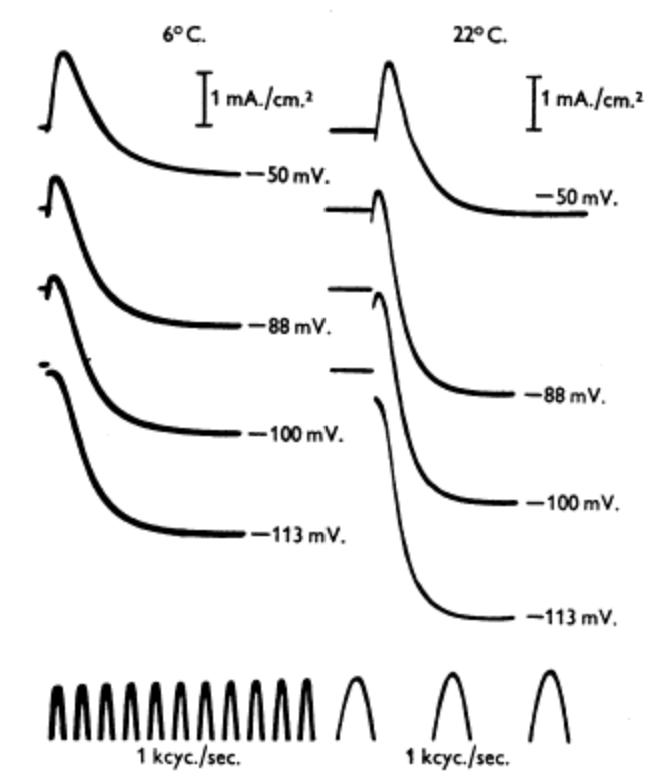 6° C.
22° C.
1 mA./cm.²
1 mA./cm.²
—50 mV.
—50 mV.
—88 mV.
—88 mV.
—100 mV.
—100 mV.
—113 mV.
—113 mV.
1 kcyc./sec.
1 kcyc./sec.